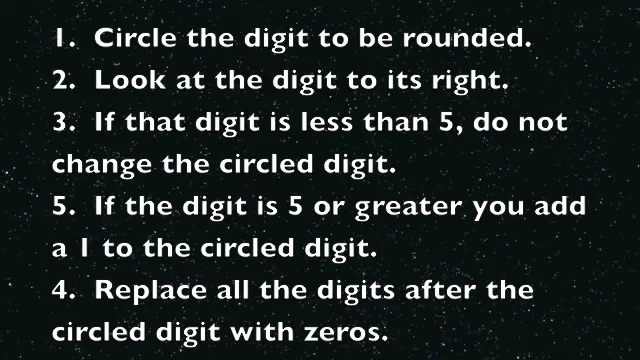 1.  Circle the digit to be rounded.
2.  Look at the digit to its right.
3.  If that digit is less than 5, do not
change the circled digit.
5.  If the digit is 5 or greater you add
a 1 to the circled digit.
4.  Replace all the digits after the
circled digit with zeros.